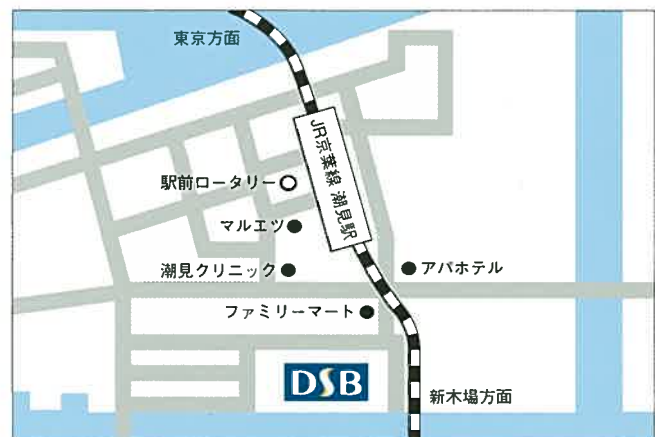 東京方面
JR京葉線 潮見駅
駅前ロータリー
マルエツ
潮見クリニック
アパホテル
ファミリーマート
DSB
新木場方面